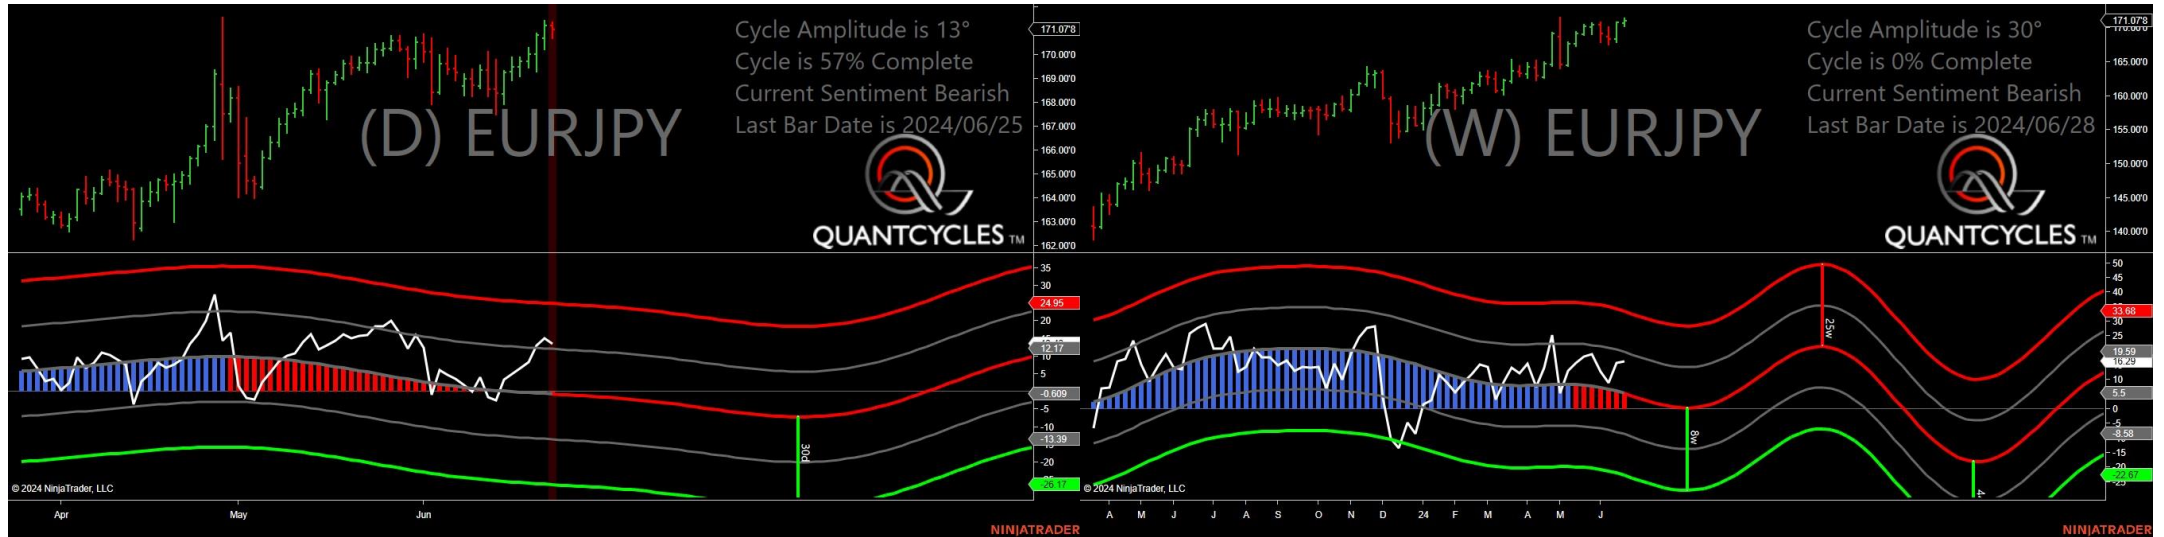 Cycle Amplitude is 13°
Cycle is 57% Complete
Current Sentiment Bearish
Last Bar Date is 2024/06/25
(D) EURJPY
QUANTCYCLES TM
171.07'8
170.00'0
169.00'0
168.00'0
167.00'0
166.00'0
165.00'0
164.00'0
163.00'0
162.00'0
35
30
24.95
20
12.17
10
5
-0.609
-5
-10
-13.39
-20
-26.17
30d
© 2024 NinjaTrader, LLC
Apr May Jun
NINJATRADER
Cycle Amplitude is 30°
Cycle is 0% Complete
Current Sentiment Bearish
Last Bar Date is 2024/06/28
(W) EURJPY
QUANTCYCLES TM
171.07'8
170.00'0
165.00'0
160.00'0
155.00'0
150.00'0
145.00'0
140.00'0
50
45
40
33.68
30
25
19.59
16.29
10
5.5
0
-8.58
-15
-20
-22.67
-25
8w
25w
© 2024 NinjaTrader, LLC
A M J J A S O N D 24 F M A M J
NINJATRADER